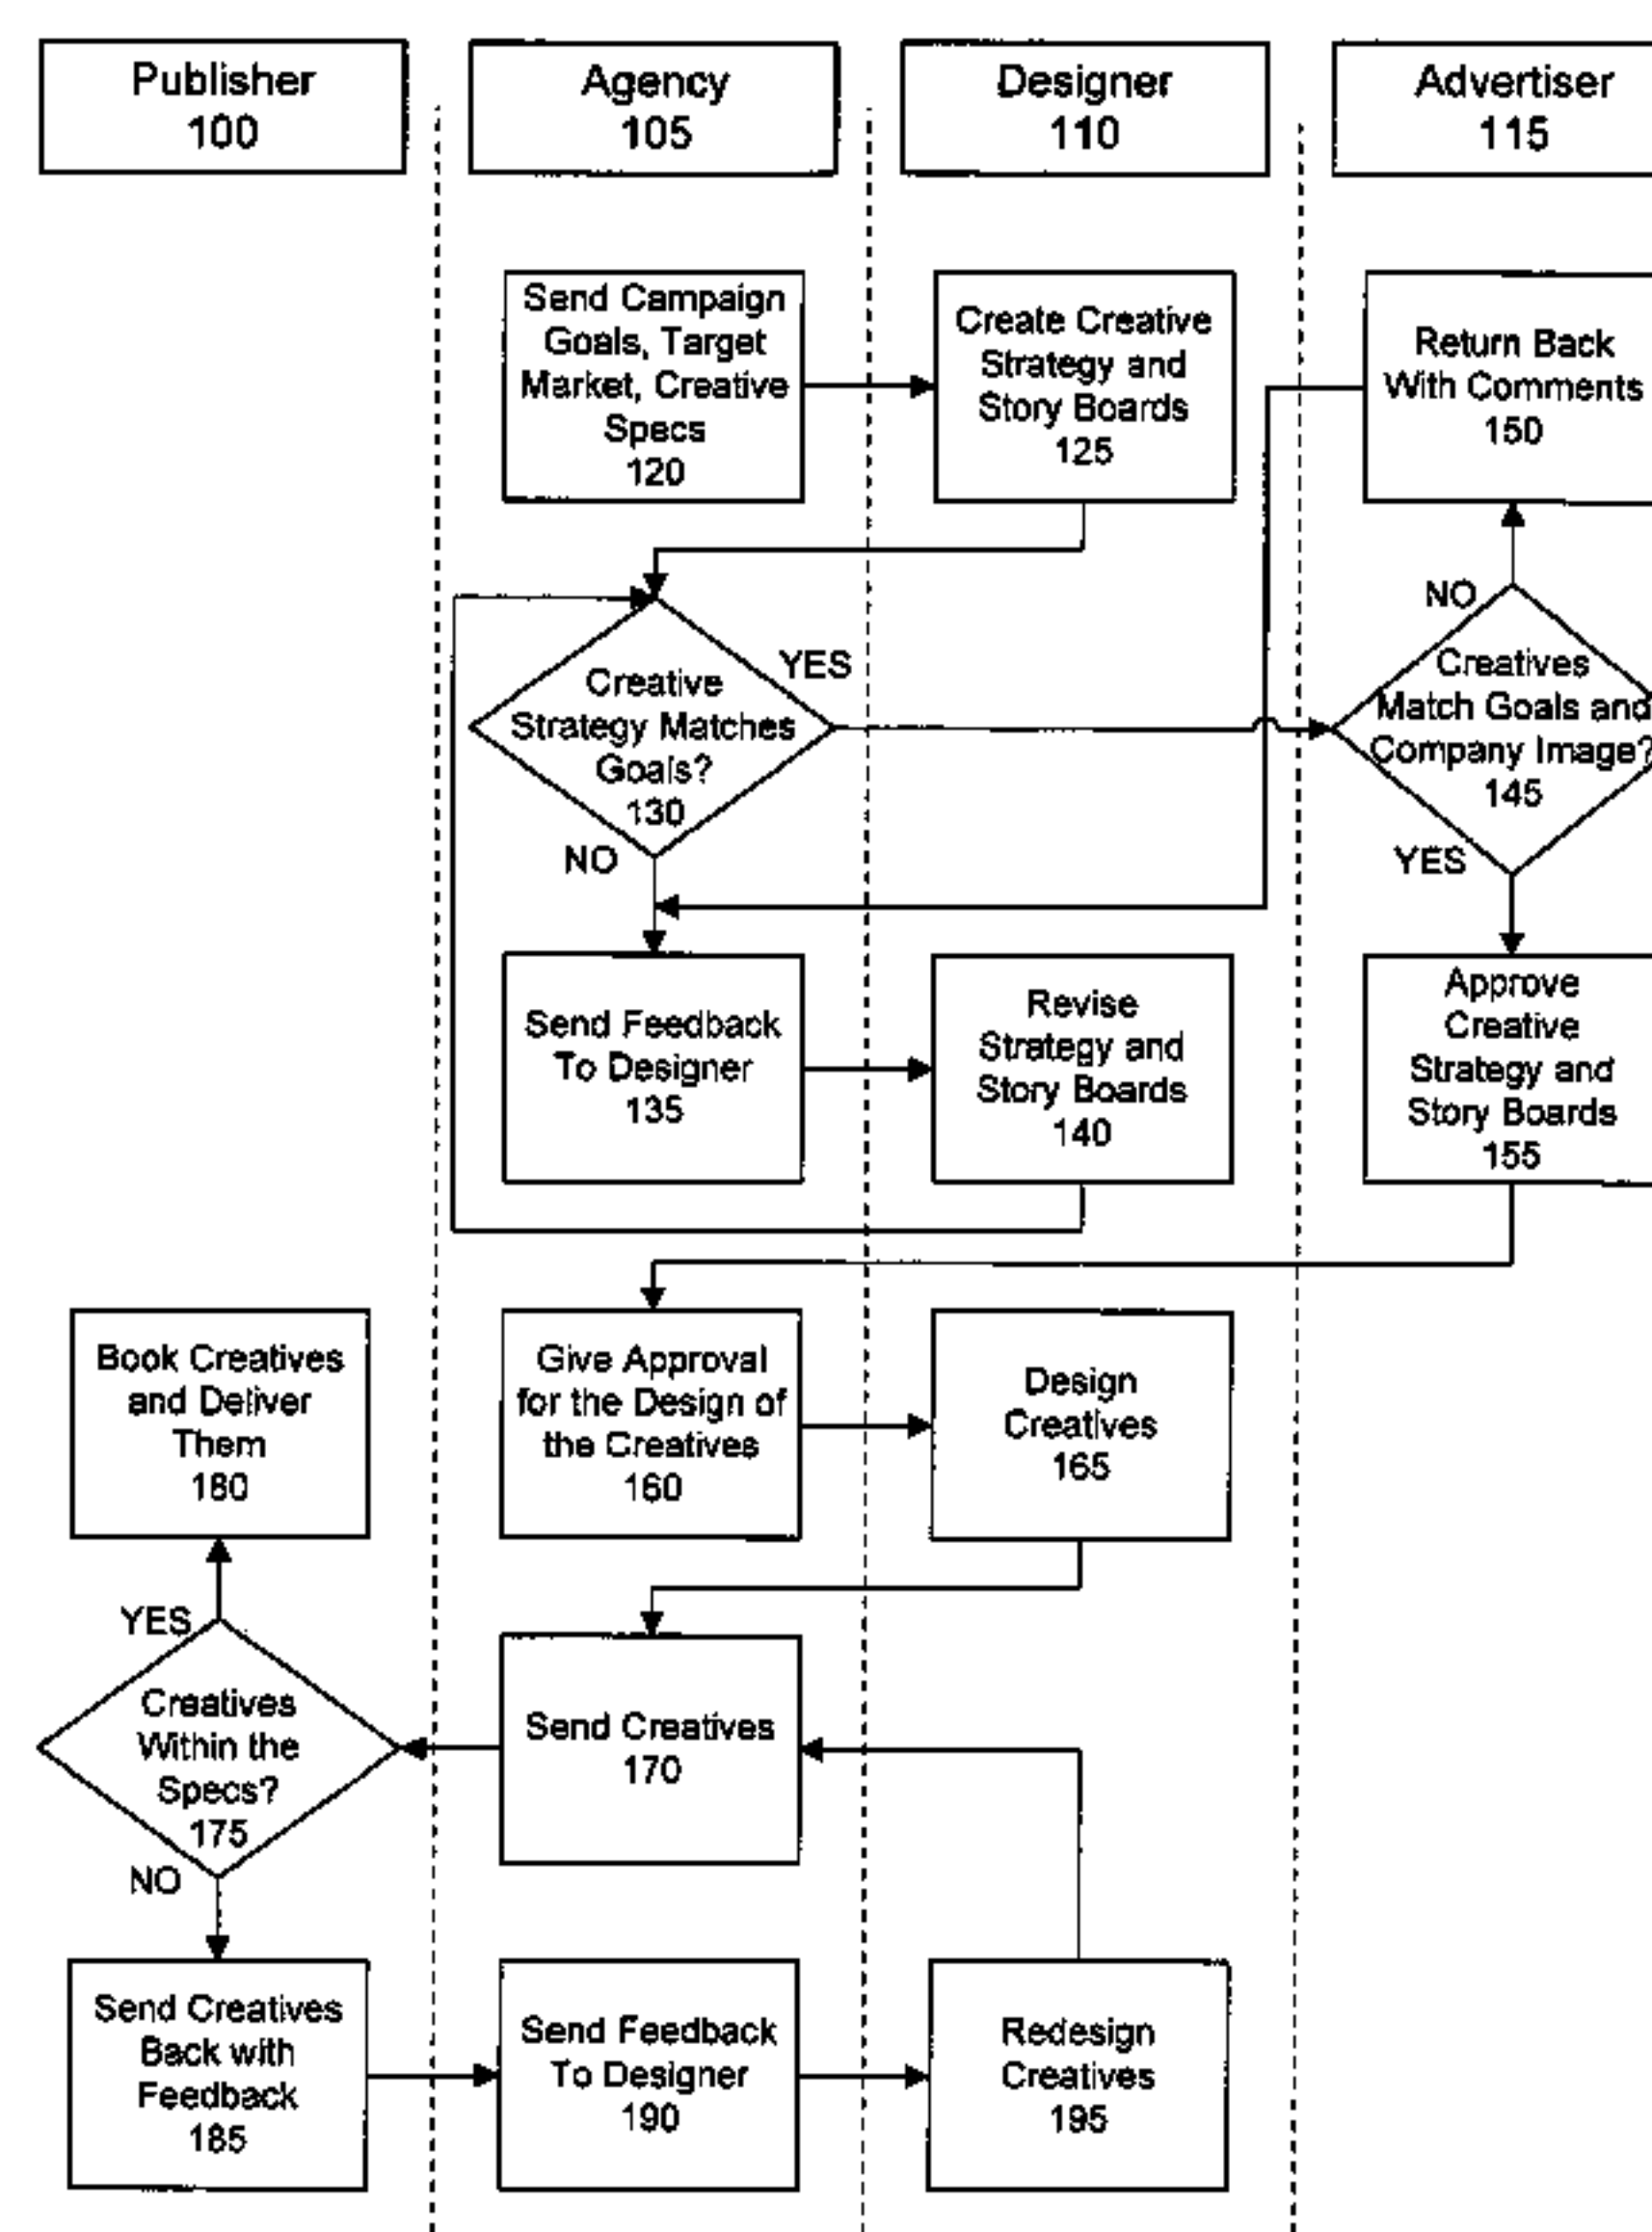 Publisher
100
Agency
105
Designer
110
Advertiser
115
Send Campaign
Goals, Target
Market, Creative
Specs
120
Create Creative
Strategy and
Story Boards
125
Return Back
With Comments
150
NO
Creatives
Match Goals and
Company Image?
145
YES
YES
Creative
Strategy Matches
Goals?
130
NO
Send Feedback
To Designer
135
Revise
Strategy and
Story Boards
140
Approve
Creative
Strategy and
Story Boards
155
Book Creatives
and Deliver
Them
180
Give Approval
for the Design of
the Creatives
160
Design
Creatives
165
YES
Creatives
Within the
Specs?
175
NO
Send Creatives
170
Send Creatives
Back with
Feedback
185
Send Feedback
To Designer
190
Redesign
Creatives
195